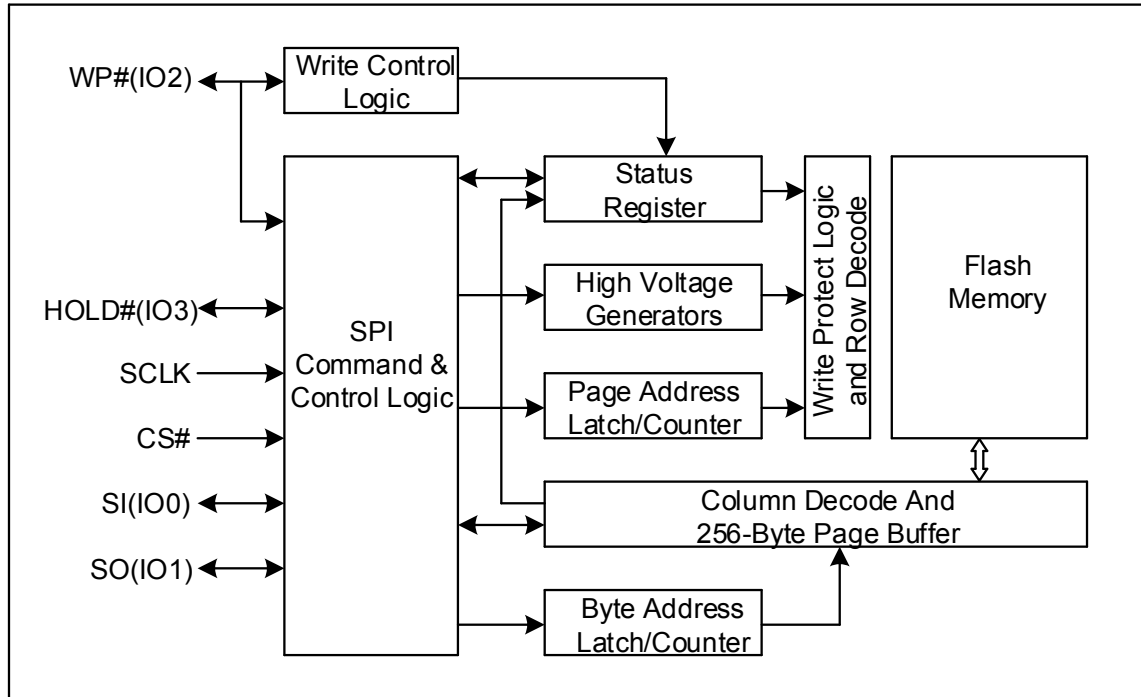 WP#(IO2)
Write Control
Logic
HOLD#(IO3)
SCLK
CS#
SI(IO0)
SO(IO1)
SPI
Command &
Control Logic
Status
Register
High Voltage
Generators
Page Address
Latch/Counter
Write Protect Logic
and Row Decode
Flash
Memory
Column Decode And
256-Byte Page Buffer
Byte Address
Latch/Counter